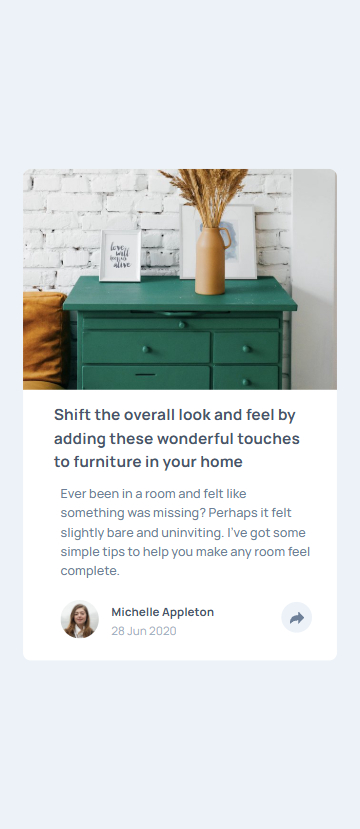 love
will
keep us
alive
Shift the overall look and feel by
adding these wonderful touches
to furniture in your home
Ever been in a room and felt like
something was missing? Perhaps it felt
slightly bare and uninviting. I've got some
simple tips to help you make any room feel
complete.
Michelle Appleton
28 Jun 2020